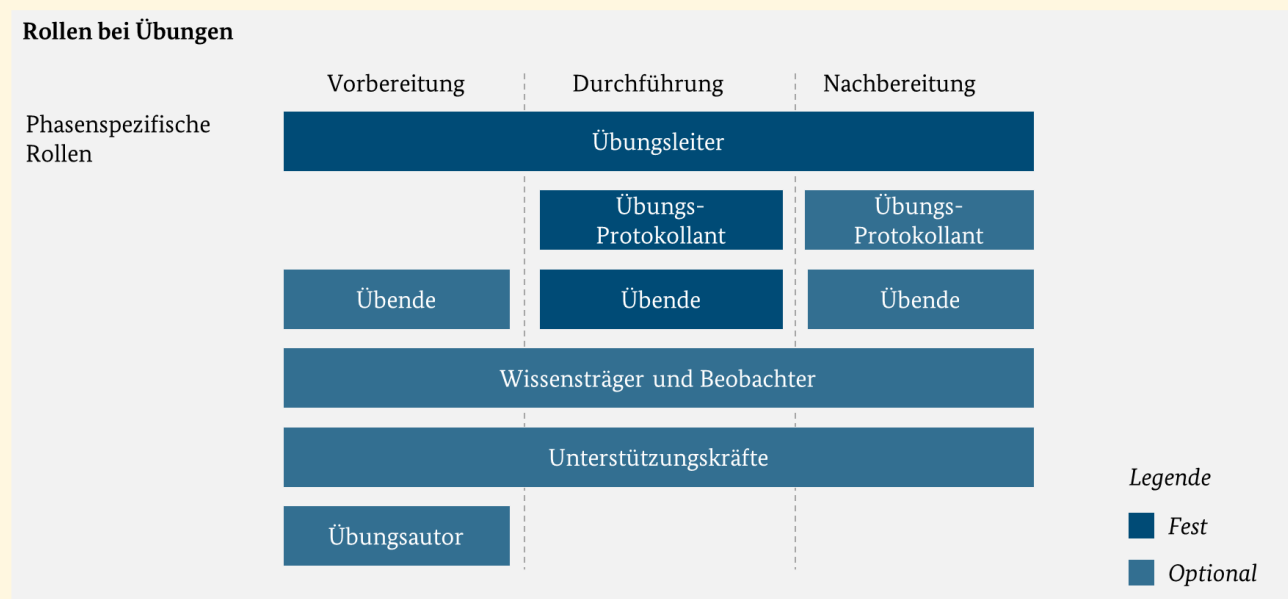 Rollen bei Übungen
Vorbereitung
Durchführung
Nachbereitung
Phasenspezifische
Rollen
Übungsleiter
Übungs-
Protokollant
Übungs-
Protokollant
Übende
Übende
Übende
Wissensträger und Beobachter
Unterstützungskräfte
Übungsautor
Legende
Fest
Optional